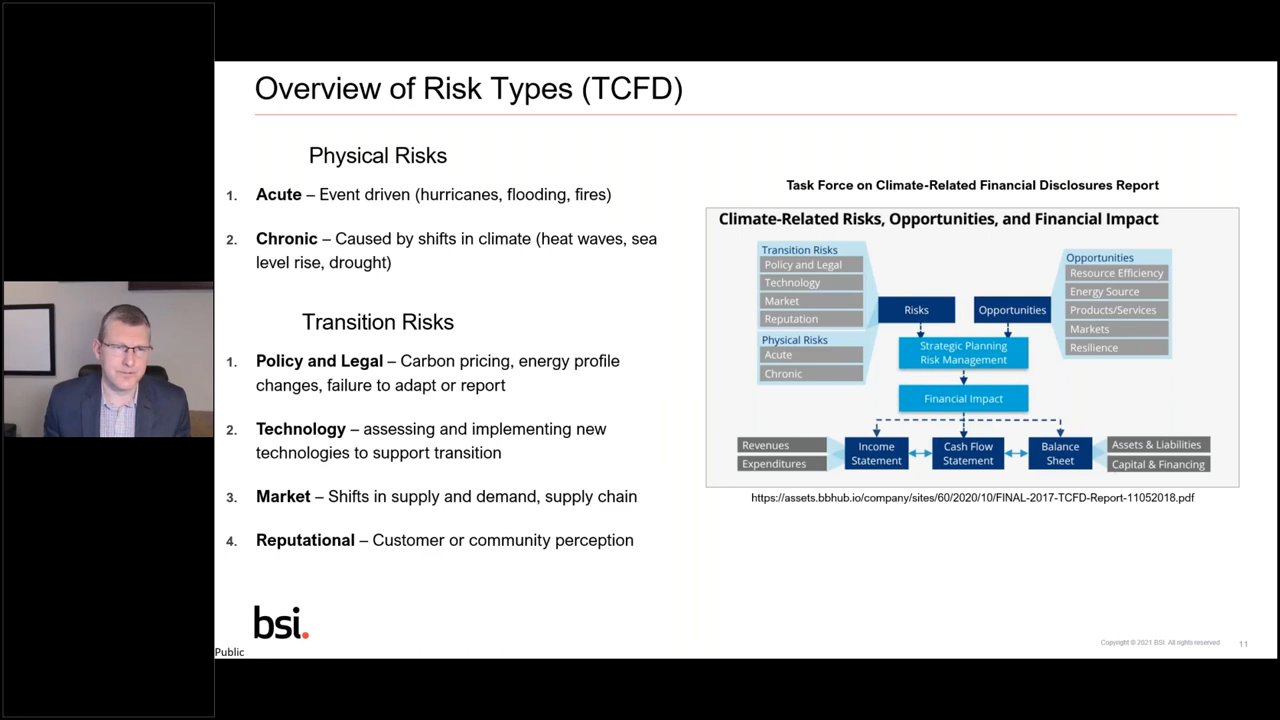 Overview of Risk Types (TCFD)
Physical Risks
1. Acute – Event driven (hurricanes, flooding, fires)
2. Chronic – Caused by shifts in climate (heat waves, sea
level rise, drought)
Transition Risks
1. Policy and Legal – Carbon pricing, energy profile
changes, failure to adapt or report
2. Technology – assessing and implementing new
technologies to support transition
3. Market – Shifts in supply and demand, supply chain
4. Reputational – Customer or community perception
Task Force on Climate-Related Financial Disclosures Report
Climate-Related Risks, Opportunities, and Financial Impact
Transition Risks
Policy and Legal
Technology
Market
Reputation
Physical Risks
Acute
Chronic
Risks
Opportunities
Opportunities
Resource Efficiency
Energy Source
Products/Services
Markets
Resilience
Strategic Planning
Risk Management
Financial Impact
Revenues
Expenditures
Income
Statement
Cash Flow
Statement
Balance
Sheet
Assets & Liabilities
Capital & Financing
https://assets.bbhub.io/company/sites/60/2020/10/FINAL-2017-TCFD-Report-11052018.pdf
bsi.
Public
Copyright © 2021 BSI. All rights reserved
11